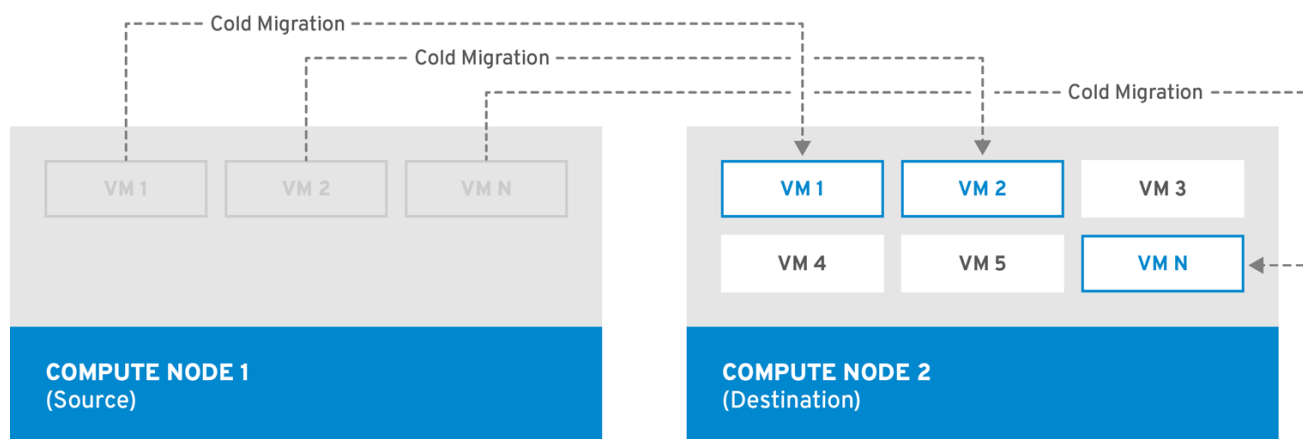 Cold Migration
Cold Migration
Cold Migration
VM 1
VM 2
VM N
VM 1
VM 2
VM 3
VM 4
VM 5
VM N
COMPUTE NODE 1
(Source)
COMPUTE NODE 2
(Destination)